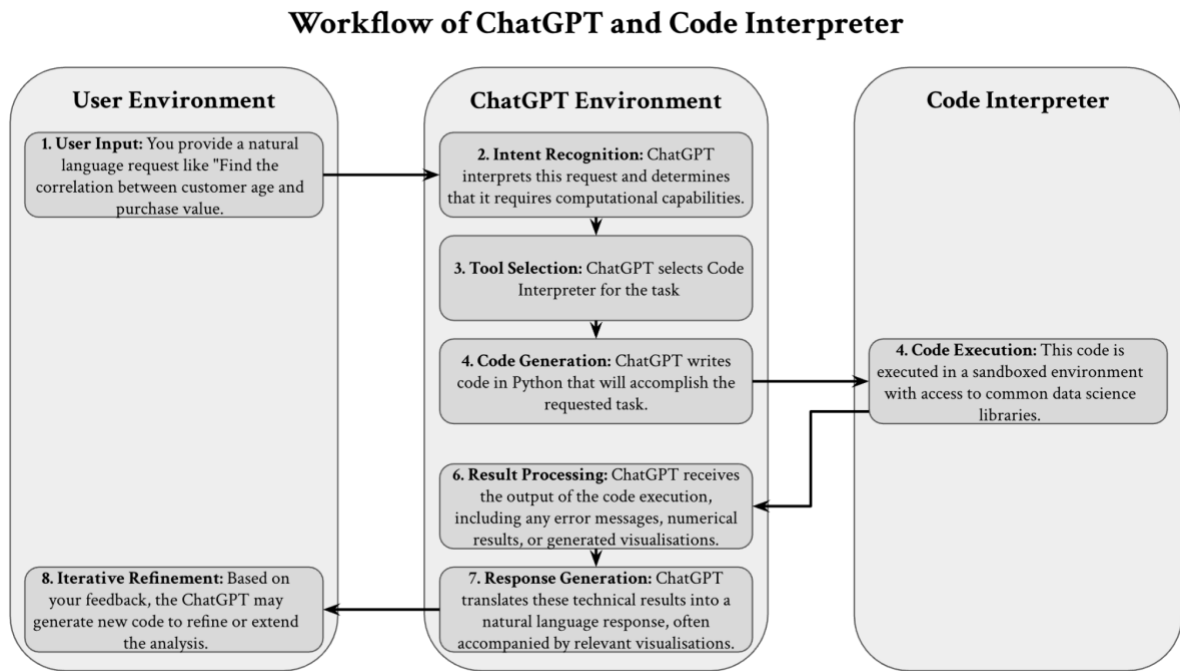 Workflow of ChatGPT and Code Interpreter
User Environment
1. User Input: You provide a natural
language request like "Find the
correlation between customer age and
purchase value.
ChatGPT Environment
2. Intent Recognition: ChatGPT
interprets this request and determines
that it requires computational capabilities.
3. Tool Selection: ChatGPT selects Code
Interpreter for the task
4. Code Generation: ChatGPT writes
code in Python that will accomplish the
requested task.
Code Interpreter
4. Code Execution: This code is
executed in a sandboxed environment
with access to common data science
libraries.
6. Result Processing: ChatGPT receives
the output of the code execution,
including any error messages, numerical
results, or generated visualisations.
7. Response Generation: ChatGPT
translates these technical results into a
natural language response, often
accompanied by relevant visualisations.
8. Iterative Refinement: Based on
your feedback, the ChatGPT may
generate new code to refine or extend
the analysis.